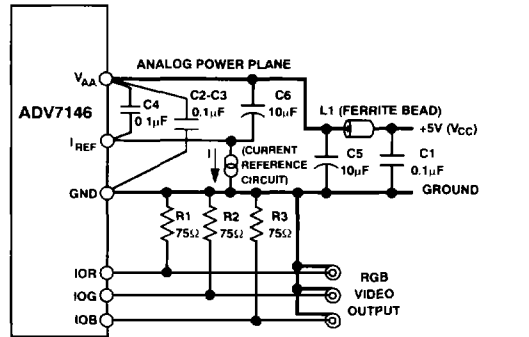 ANALOG POWER PLANE
VAA
ADV7146
C4
0 1μF
C2-C3
0.1μF
C6
10μF
L1 (FERRITE BEAD)
+5V (VCC)
IREF
I
(CURRENT
REFERENCE
CIRCUIT)
C5
10μF
C1
0.1μF
GND
GROUND
R1
75Ω
R2
75Ω
R3
75Ω
IOR
IOG
IOB
RGB
VIDEO
OUTPUT